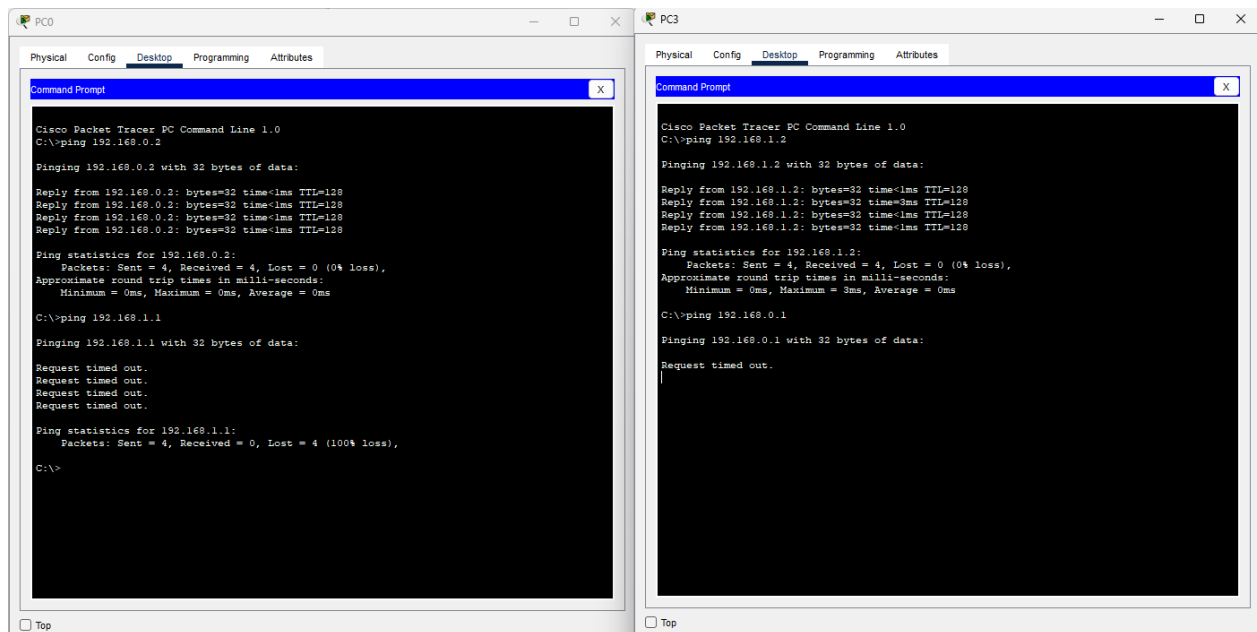 PC0
Physical Config Desktop Programming Attributes
Command Prompt X
Cisco Packet Tracer PC Command Line 1.0
C:\>ping 192.168.0.2
Pinging 192.168.0.2 with 32 bytes of data:
Reply from 192.168.0.2: bytes=32 time<1ms TTL=128
Reply from 192.168.0.2: bytes=32 time<1ms TTL=128
Reply from 192.168.0.2: bytes=32 time<1ms TTL=128
Reply from 192.168.0.2: bytes=32 time<1ms TTL=128
Ping statistics for 192.168.0.2:
Packets: Sent = 4, Received = 4, Lost = 0 (0% loss),
Approximate round trip times in milli-seconds:
Minimum = 0ms, Maximum = 0ms, Average = 0ms
C:\>ping 192.168.1.1
Pinging 192.168.1.1 with 32 bytes of data:
Request timed out.
Request timed out.
Request timed out.
Request timed out.
Ping statistics for 192.168.1.1:
Packets: Sent = 4, Received = 0, Lost = 4 (100% loss),
C:\>
Top
PC3
Physical Config Desktop Programming Attributes
Command Prompt X
Cisco Packet Tracer PC Command Line 1.0
C:\>ping 192.168.1.2
Pinging 192.168.1.2 with 32 bytes of data:
Reply from 192.168.1.2: bytes=32 time<1ms TTL=128
Reply from 192.168.1.2: bytes=32 time=3ms TTL=128
Reply from 192.168.1.2: bytes=32 time<1ms TTL=128
Reply from 192.168.1.2: bytes=32 time<1ms TTL=128
Ping statistics for 192.168.1.2:
Packets: Sent = 4, Received = 4, Lost = 0 (0% loss),
Approximate round trip times in milli-seconds:
Minimum = 0ms, Maximum = 3ms, Average = 0ms
C:\>ping 192.168.0.1
Pinging 192.168.0.1 with 32 bytes of data:
Request timed out.
Top